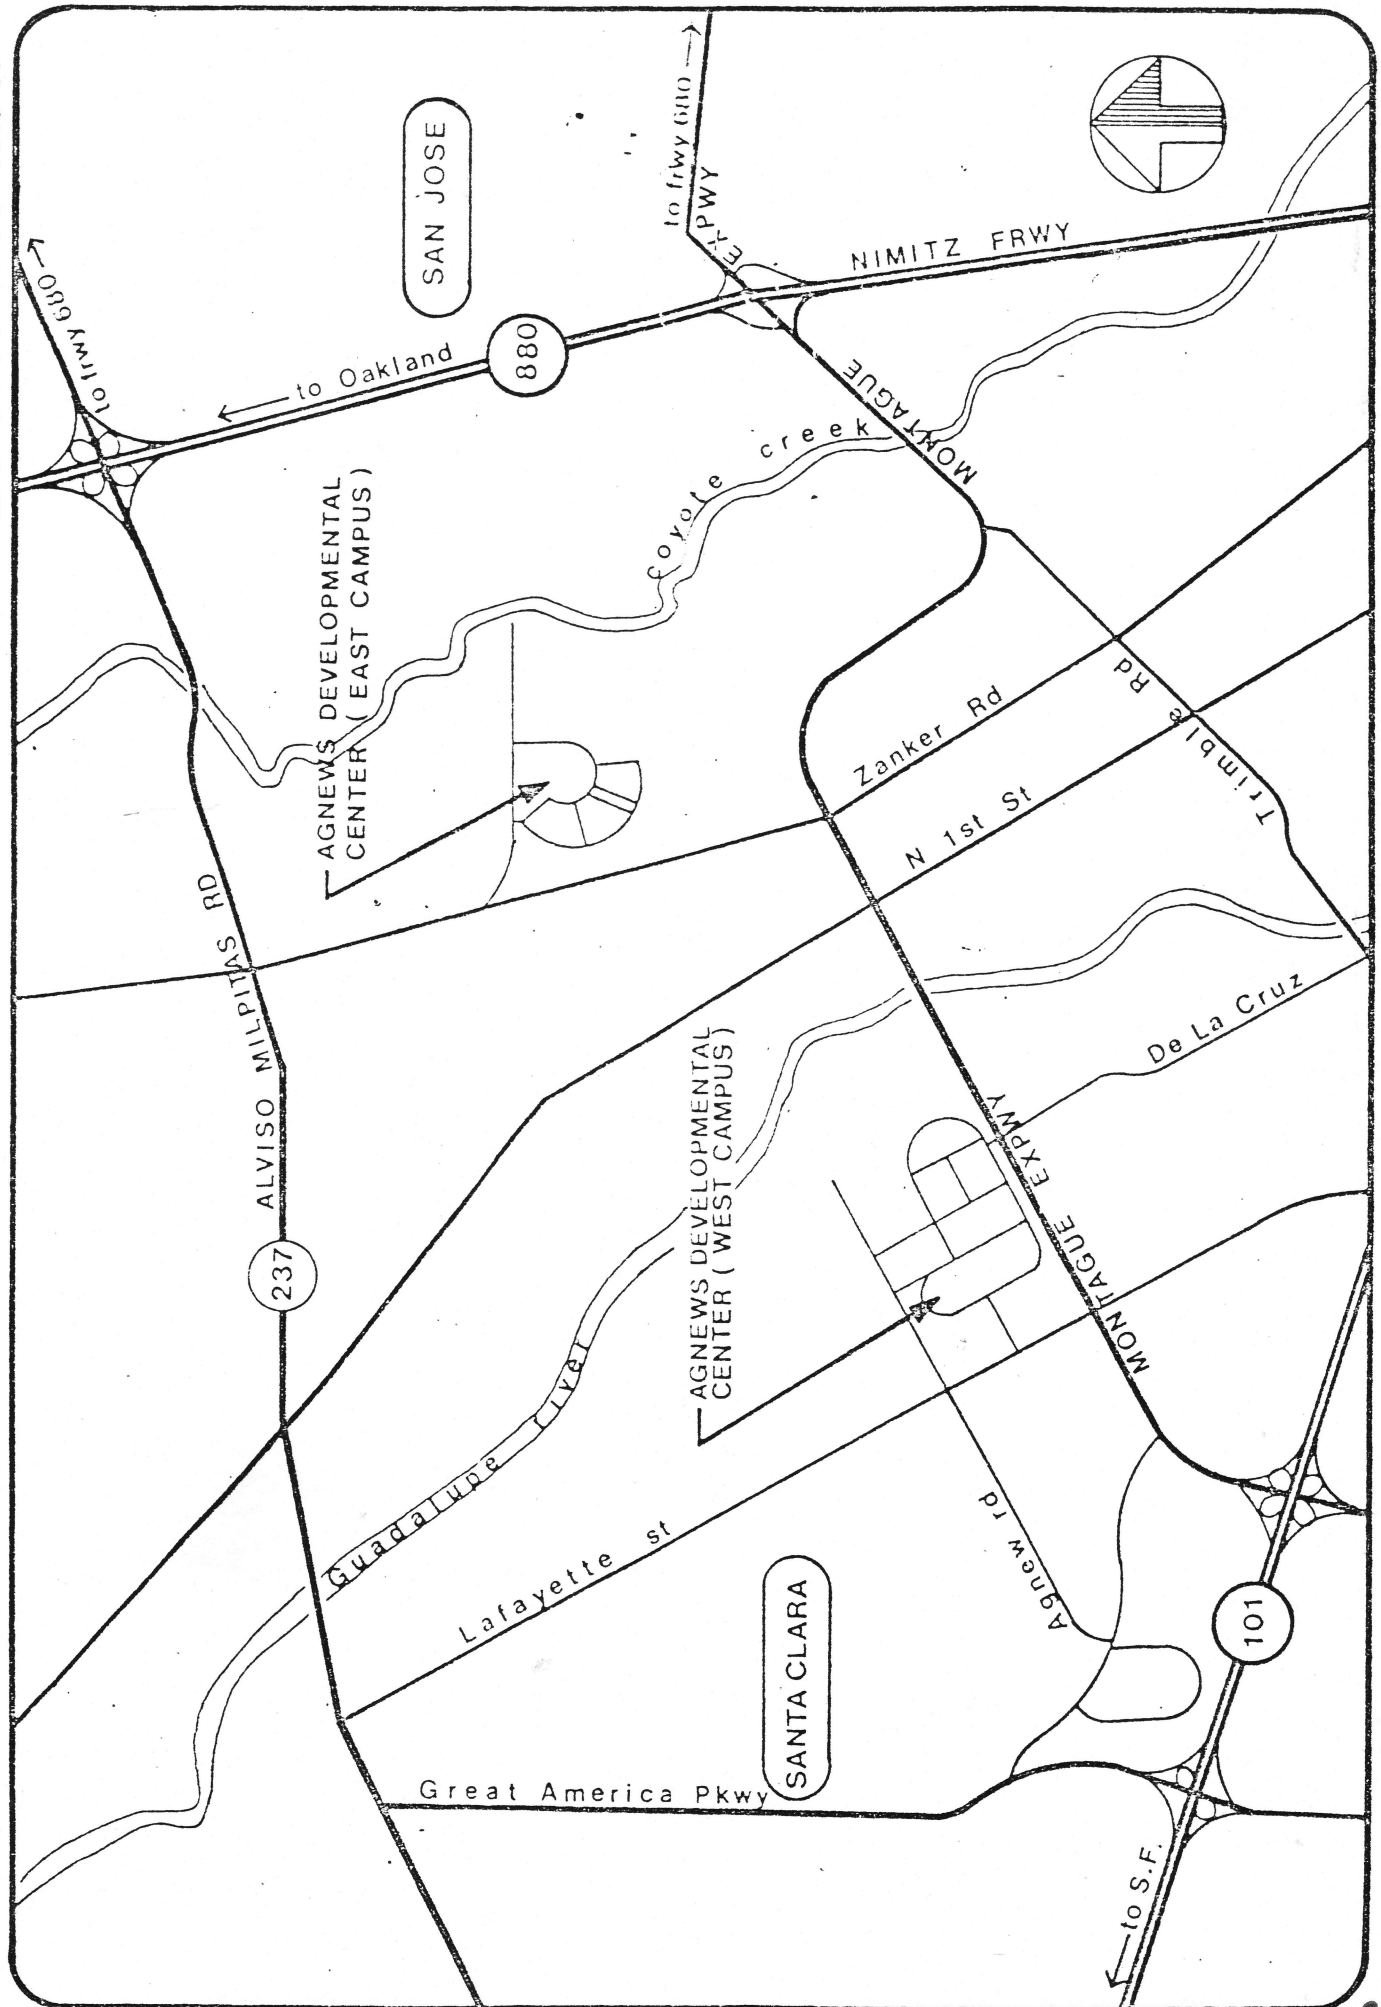 SAN JOSE
to frwy 680
to frwy 680
EXPWY
NIMITZ FRWY
880
to Oakland
MONTAGUE
coyote creek
AGNEWS DEVELOPMENTAL
CENTER ( EAST CAMPUS )
Zanker Rd
N 1st St
Trimble Rd
ALVISO MILPITAS RD
237
De La Cruz
AGNEWS DEVELOPMENTAL
CENTER ( WEST CAMPUS )
MONTAGUE EXPWY
Guadalupe river
Lafayette st
Agnew rd
SANTA CLARA
101
Great America Pkwy
to S.F.